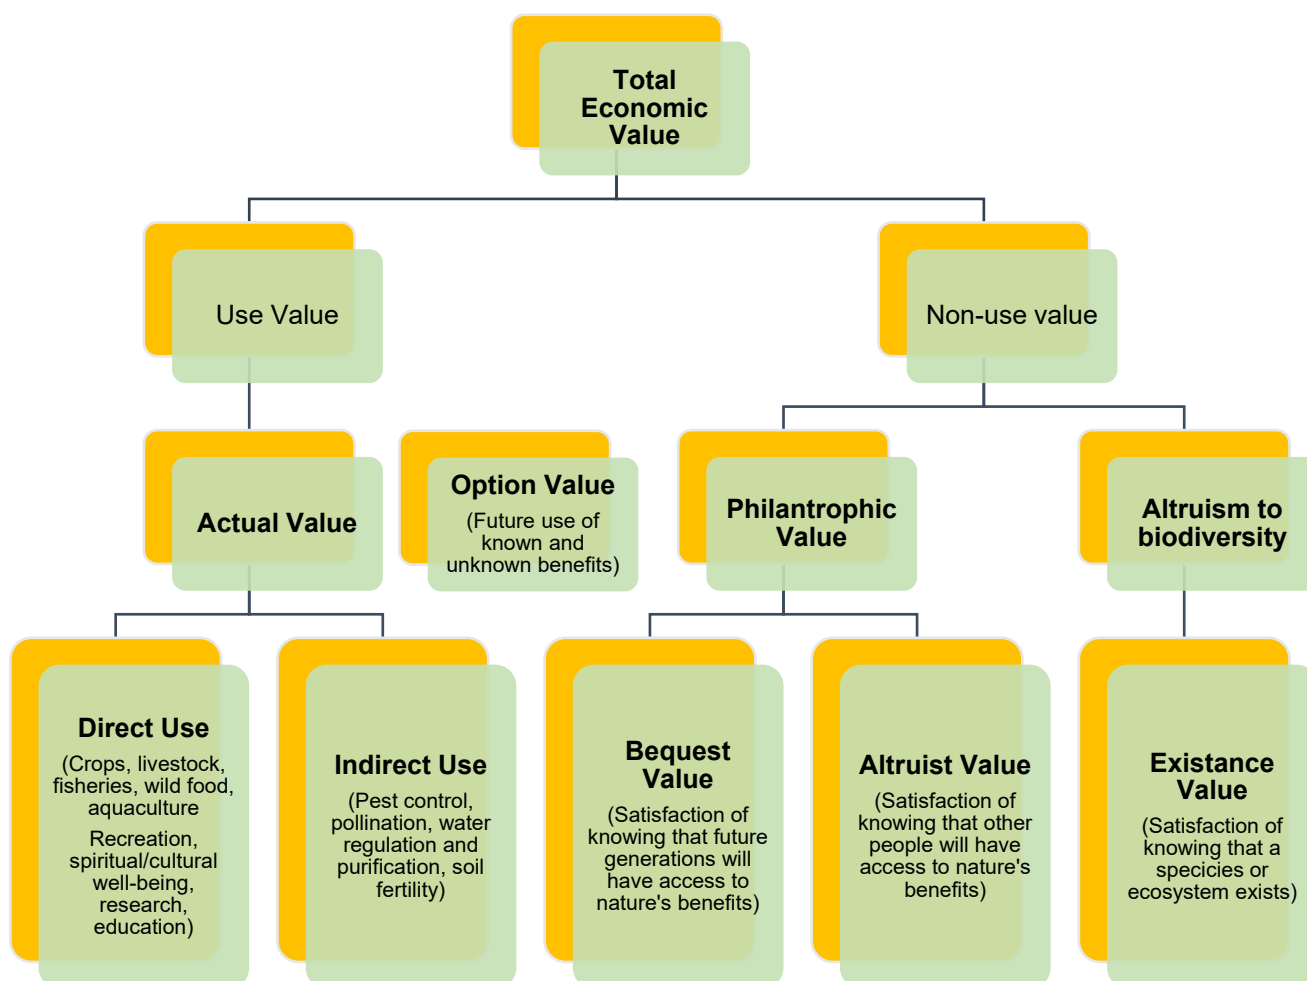 Total
Economic
Value
Use Value
Non-use value
Actual Value
Option Value
(Future use of
known and
unknown benefits)
Philantrophic
Value
Altruism to
biodiversity
Direct Use
(Crops, livestock,
fisheries, wild food,
aquaculture
Recreation,
spiritual/cultural
well-being,
research,
education)
Indirect Use
(Pest control,
pollination, water
regulation and
purification, soil
fertility)
Bequest
Value
(Satisfaction of
knowing that future
generations will
have access to
nature's benefits)
Altruist Value
(Satisfaction of
knowing that other
people will have
access to nature's
benefits)
Existance
Value
(Satisfaction of
knowing that a
specicies or
ecosystem exists)